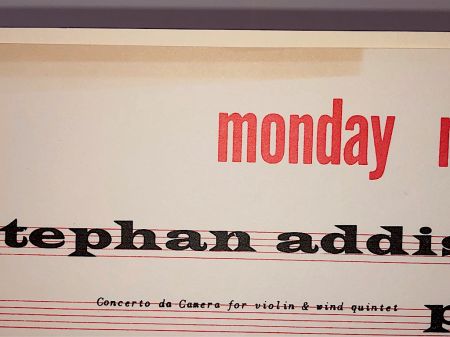 monday
tephan addis
Concerto da Camera for violin & wind quintet